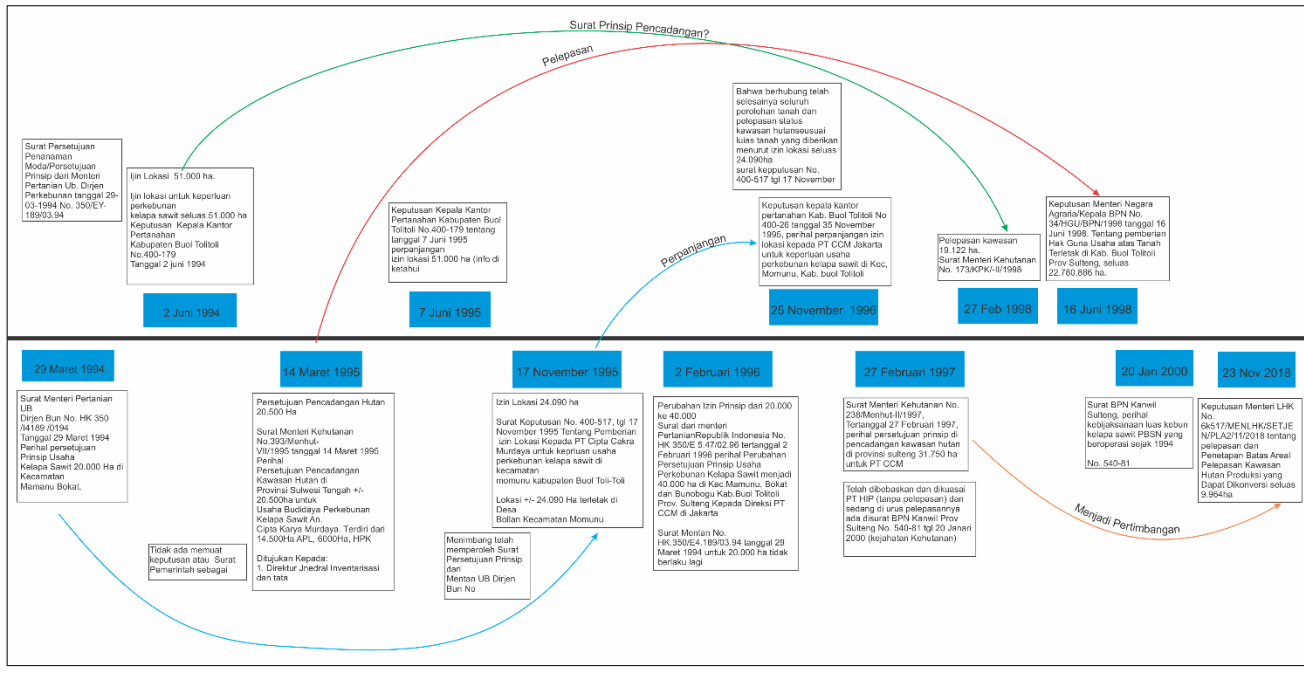 Surat Prinsip Pencadangan?
Pelepasan
Surat Persetujuan
Penanaman
Moda/Persetujuan
Prinsip dari Menteri
Pertanian Ub. Dirjen
Perkebunan tanggal 29-
03-1994 No. 350/EY-
189/03.94
Ijin Lokasi 51.000 ha.
Ijin lokasi untuk keperluan
perkebunan
kelapa sawit seluas 51.000 ha
Keputusan Kepala Kantor
Pertanahan
Kabupaten Buol Tolitoli
No.400-179
Tanggal 2 juni 1994
2 Juni 1994
Keputusan Kepala Kantor
Pertanahan Kabupaten Buol
Tolitoli No.400-179 tentang
tanggal 7 Juni 1995
perpanjangan
izin lokasi 51.000 ha (info di
ketahui
7 Juni 1995
Perpanjangan
Bahwa berhubung telah
selesainya seluruh
perolehan tanah dan
pelepasan status
kawasan hutanseusuai
luas tanah yang diberikan
menurut izin lokasi seluas
24.090ha
surat kepputusan No.
400-517 tgl 17 November
Keputusan kepala kantor
pertanahan Kab. Buol Tolitoli No
400-26 tanggal 35 November
1995, perihal perpanjangan izin
lokasi kepada PT CCM Jakarta
untuk keperluan usaha
perkebunan kelapa sawit di Kec,
Momunu, Kab. buol Tolitoli
25 November 1996
Pelepasan kawasan
19.122 ha.
Surat Menteri Kehutanan
No. 173/KPK/-II/1998
27 Feb 1998
Keputusan Menteri Negara
Agraria/Kepala BPN No.
34/HGU/BPN/1998 tanggal 16
Juni 1998. Tentang pemberian
Hak Guna Usaha atas Tanah
Terletak di Kab. Buol Tolitoli
Prov Sulteng, seluas
22.780,886 ha.
16 Juni 1998
29 Maret 1994
Surat Menteri Pertanian
UB
Dirjen Bun No. HK 350
/I4189 /0194
Tanggal 29 Maret 1994
Perihal persetujuan
Prinsip Usaha
Kelapa Sawit 20.000 Ha di
Kecamatan
Mamanu Bokat.
Tidak ada memuat
keputusan atau Surat
Pemerintah sebagai
14 Maret 1995
Persetujuan Pencadangan Hutan
20.500 Ha
Surat Menteri Kehutanan
No.393/Menhut-
VII/1995 tanggal 14 Maret 1995
Perihal
Persetujuan Pencadangan
Kawasan Hutan di
Provinsi Sulwesi Tengah +/-
20.500ha untuk
Usaha Budidaya Perkebunan
Kelapa Sawit An.
Cipta Karya Murdaya. Terdiri dari
14.500Ha APL, 6000Ha, HPK
Ditujukan Kepada:
1. Direktur Jnedral Inventarisasi
dan tata
17 November 1995
Izin Lokasi 24.090 ha
Surat Keputusan No. 400-517, tgl 17
November 1995 Tentang Pemberian
izin Lokasi Kepada PT Cipta Cakra
Murdaya untuk keprluan usaha
perkebunan kelapa sawit di
kecamatan
momunu kabupaten Buol Toli-Toli
Lokasi +/- 24.090 Ha terletak di
Desa
Bollan Kecamatan Momunu
Menimbang telah
memperoleh Surat
Persetujuan Prinsip
dari
Mentan UB Dirjen
Bun No
2 Februari 1996
Perubahan Izin Prinsip dari 20.000
ke 40.000
Surat dari menteri
PertanianRepublik Indonesia No.
HK 350/E 5.47/02.96 tertanggal 2
Februari 1996 perihal Perubahan
Persetujuan Prinsip Usaha
Perkebunan Kelapa Sawit menjadi
40.000 ha di Kec.Mamunu, Bokat
dan Bunobogu Kab.Buol Tolitoli
Prov. Sulteng Kepada Direksi PT
CCM di Jakarta
Surat Mentan No.
HK.350/E4.189/03.94 tanggal 29
Maret 1994 untuk 20.000 ha tidak
berlaku lagi
27 Februari 1997
Surat Menteri Kehutanan No.
238/Menhut-II/1997,
Tertanggal 27 Februari 1997,
perihal persetujuan prinsip di
pencadangan kawasan hutan
di provinsi sulteng 31.750 ha
untuk PT CCM
Telah dibebaskan dan dikuasai
PT HIP (tanpa pelepasan) dan
sedang di urus pelepasannya
ada disurat BPN Kanwil Prov
Sulteng No. 540-81 tgl 20 Janari
2000 (kejahatan Kehutanan)
Menjadi Pertimbangan
20 Jan 2000
Surat BPN Kanwil
Sulteng, perihal
kebijaksanaan luas kebun
kelapa sawit PBSN yang
beroperasi sejak 1994
No. 540-81
23 Nov 2018
Keputusan Menteri LHK
No.
6k517/MENLHK/SETJE
N/PLA2/11/2018 tentang
pelepasan dan
Penetapan Batas Areal
Pelepasan Kawasan
Hutan Produksi yang
Dapat Dikonversi seluas
9.964ha